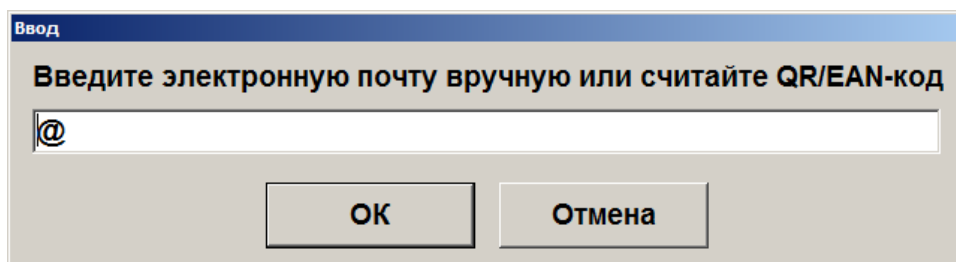 Ввод
Введите электронную почту вручную или считайте QR/EAN-код
@
ОК
Отмена